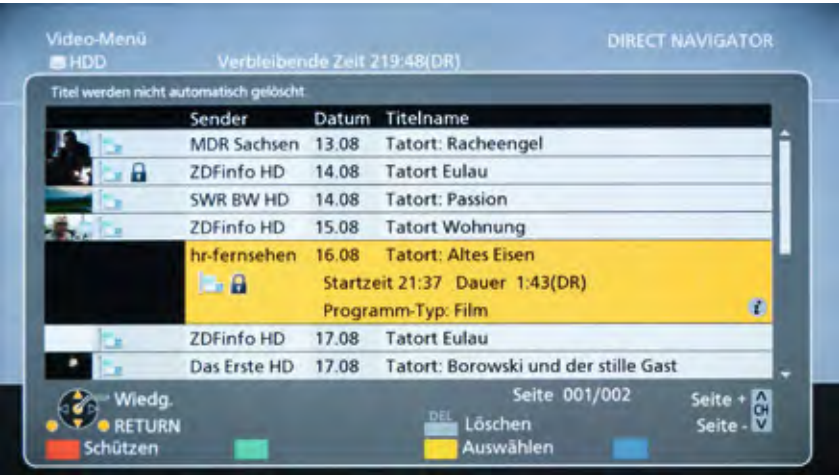 Video-Menü
DIRECT NAVIGATOR
HDD Verbleibende Zeit 219:48(DR)
Titel werden nicht automatisch gelöscht
Sender Datum Titelname
MDR Sachsen 13.08 Tatort: Racheengel
ZDFinfo HD 14.08 Tatort Eulau
SWR BW HD 14.08 Tatort: Passion
ZDFinfo HD 15.08 Tatort Wohnung
hr-fernsehen 16.08 Tatort: Altes Eisen
Startzeit 21:37 Dauer 1:43(DR)
Programm-Typ: Film
i
ZDFinfo HD 17.08 Tatort Eulau
Das Erste HD 17.08 Tatort: Borowski und der stille Gast
Seite 001/002
Wiedg.
RETURN
DEL
Löschen
Seite +
CH
Seite -
Schützen
Auswählen